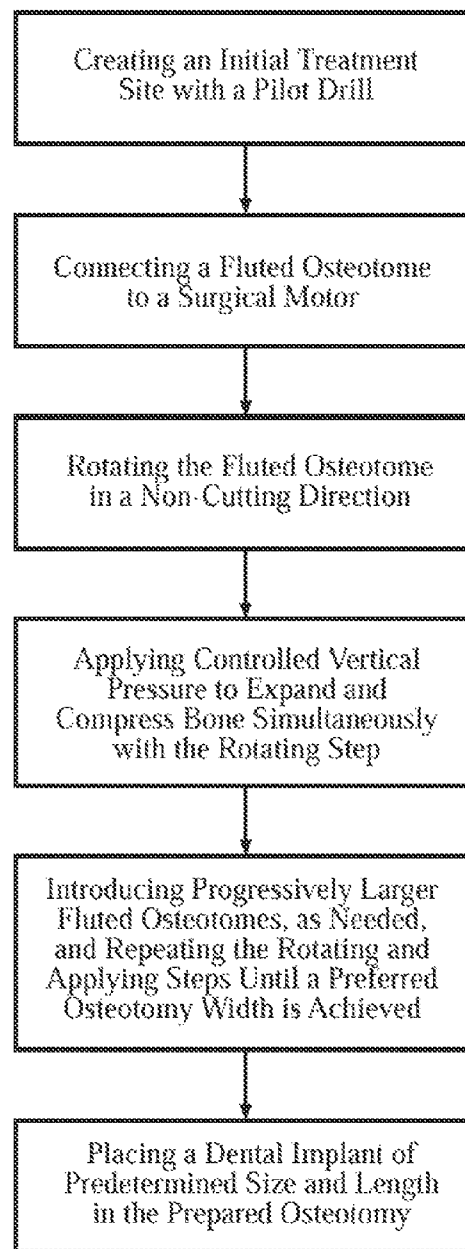 Creating an Initial Treatment
Site with a Pilot Drill
Connecting a Fluted Osteotome
to a Surgical Motor
Rotating the Fluted Osteotome
in a Non-Cutting Direction
Applying Controlled Vertical
Pressure to Expand and
Compress Bone Simultaneously
with the Rotating Step
Introducing Progressively Larger
Fluted Osteotomes, as Needed,
and Repeating the Rotating and
Applying Steps Until a Preferred
Osteotomy Width is Achieved
Placing a Dental Implant of
Predetermined Size and Length
in the Prepared Osteotomy